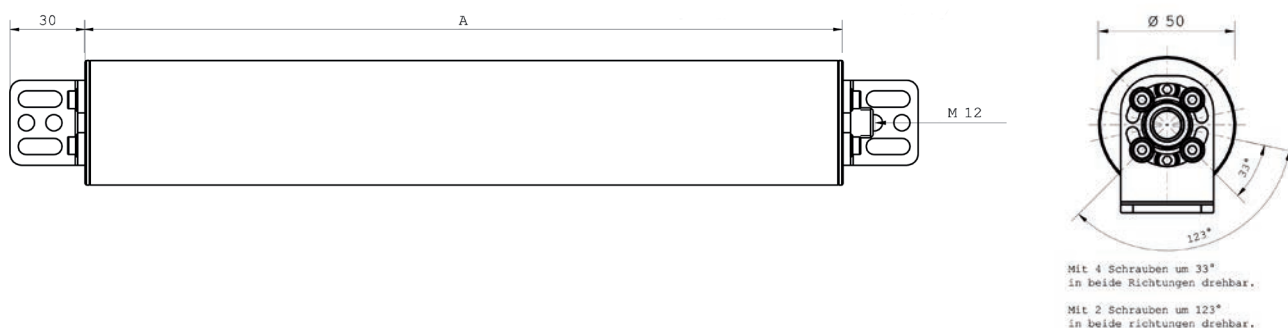 30
A
M 12
Ø 50
33°
123°
Mit 4 Schrauben um 33°
in beide Richtungen drehbar.
Mit 2 Schrauben um 123°
in beide richtungen drehbar.